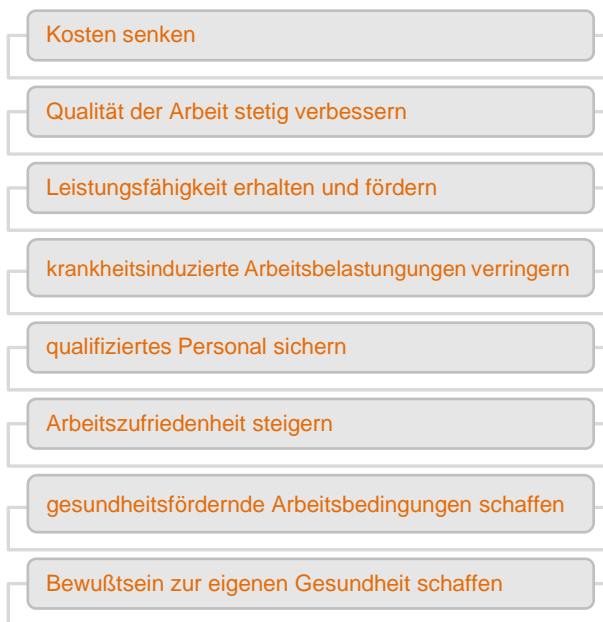 Kosten senken
Qualität der Arbeit stetig verbessern
Leistungsfähigkeit erhalten und fördern
krankheitsinduzierte Arbeitsbelastungungen verringern
qualifiziertes Personal sichern
Arbeitszufriedenheit steigern
gesundheitsfördernde Arbeitsbedingungen schaffen
Bewußtsein zur eigenen Gesundheit schaffen